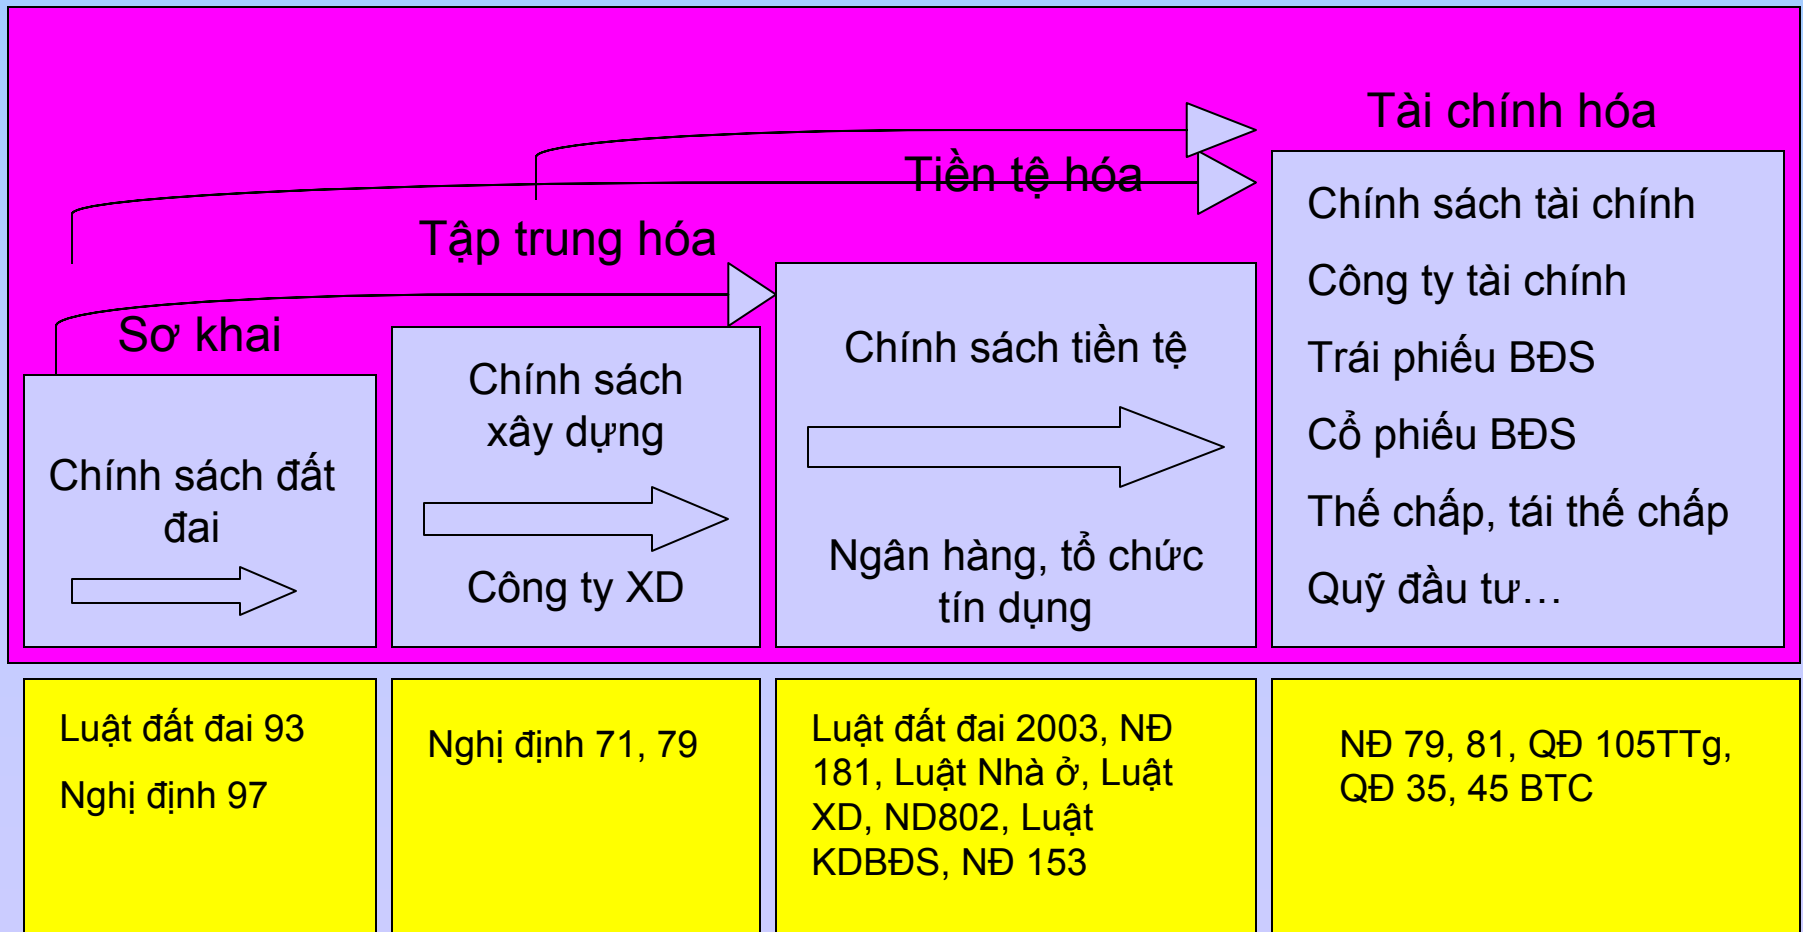 Tài chính hóa
Tiền tệ hóa
Tập trung hóa
Sơ khai
Chính sách đất
đai
Chính sách
xây dựng
Công ty XD
Chính sách tiền tệ
Ngân hàng, tổ chức
tín dụng
Chính sách tài chính
Công ty tài chính
Trái phiếu BĐS
Cổ phiếu BĐS
Thế chấp, tái thế chấp
Quỹ đầu tư…
Luật đất đai 93
Nghị định 97
Nghị định 71, 79
Luật đất đai 2003, NĐ
181, Luật Nhà ở, Luật
XD, ND802, Luật
KDBĐS, NĐ 153
NĐ 79, 81, QĐ 105TTg,
QĐ 35, 45 BTC